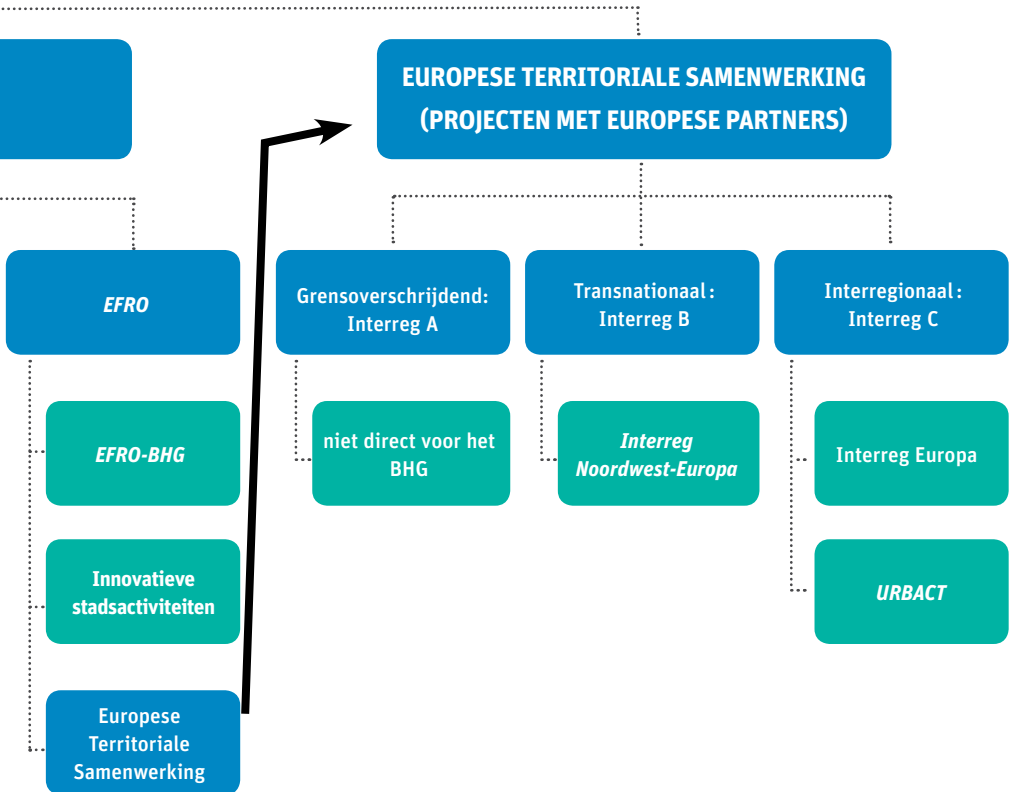 EUROPESE TERRITORIALE SAMENWERKING
(PROJECTEN MET EUROPESE PARTNERS)
EFRO
Grensoverschrijdend:
Interreg A
Transnationaal:
Interreg B
Interregionaal:
Interreg C
EFRO-BHG
niet direct voor het
BHG
Interreg
Noordwest-Europa
Interreg Europa
Innovatieve
stadsactiviteiten
URBACT
Europese
Territoriale
Samenwerking